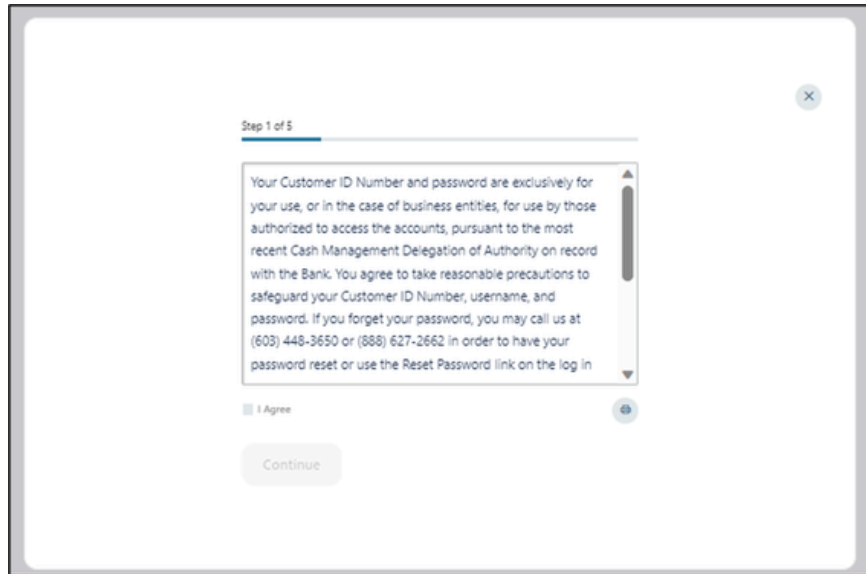 Step 1 of 5
Your Customer ID Number and password are exclusively for
your use, or in the case of business entities, for use by those
authorized to access the accounts, pursuant to the most
recent Cash Management Delegation of Authority on record
with the Bank. You agree to take reasonable precautions to
safeguard your Customer ID Number, username, and
password. If you forget your password, you may call us at
(603) 448-3650 or (888) 627-2662 in order to have your
password reset or use the Reset Password link on the log in
I Agree
Continue